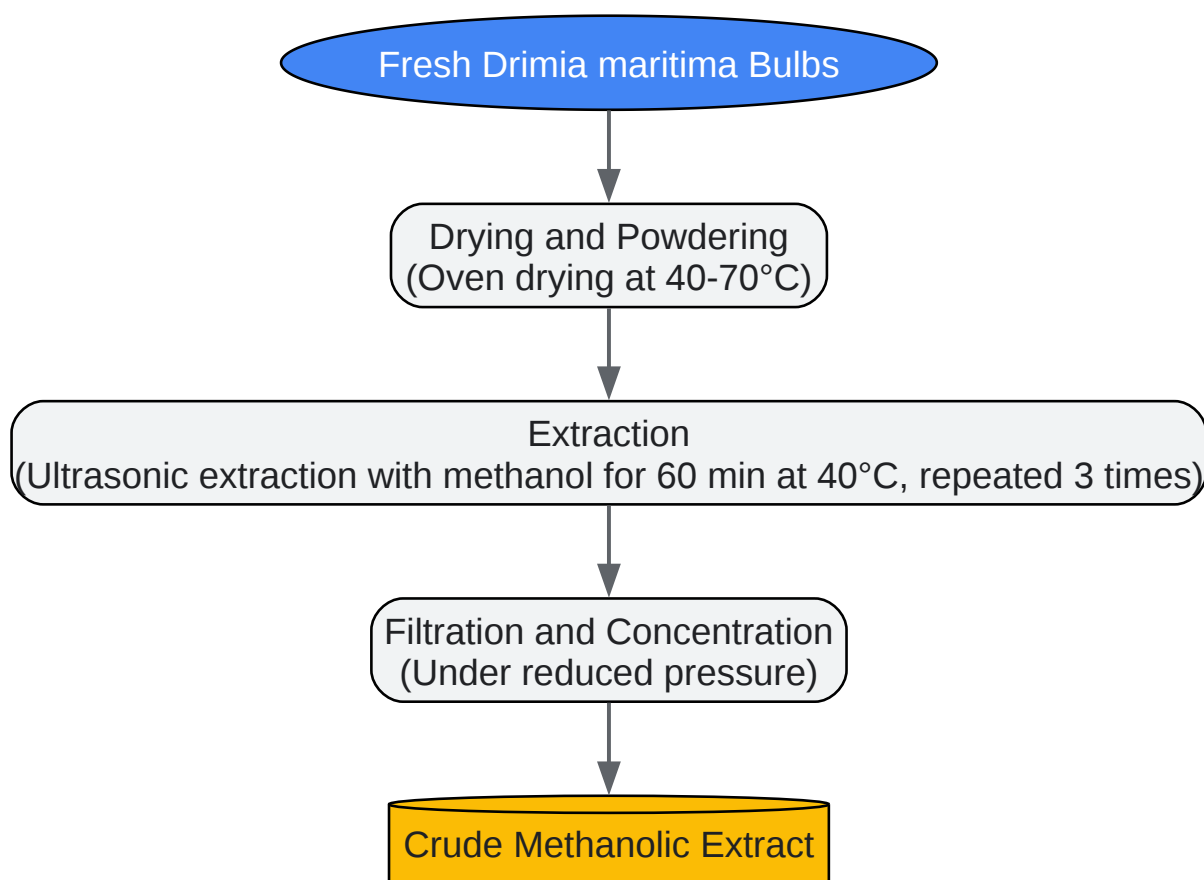 Fresh Drimia maritima Bulbs
Drying and Powdering
(Oven drying at 40-70°C)
Extraction
(Ultrasonic extraction with methanol for 60 min at 40°C, repeated 3 times)
Filtration and Concentration
(Under reduced pressure)
Crude Methanolic Extract